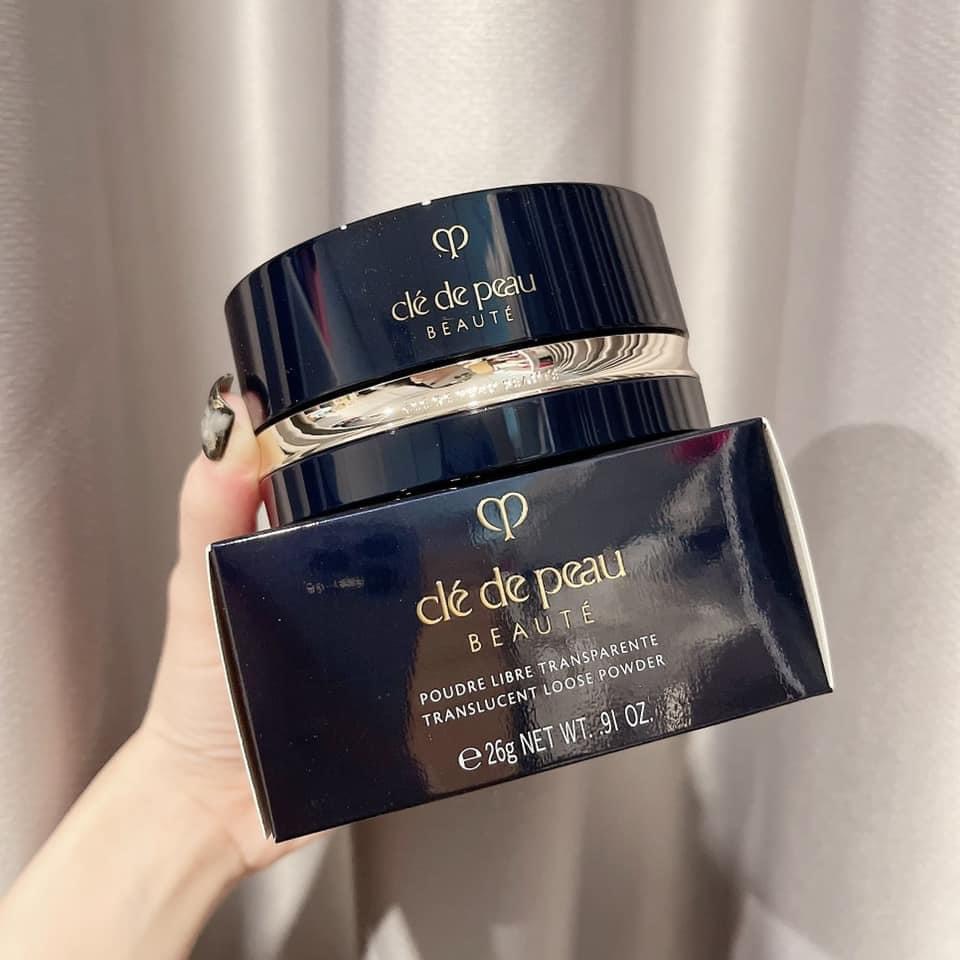 clé de peau
BEAUTÉ
clé de peau
BEAUTÉ
POUDRE LIBRE TRANSPARENTE
TRANSLUCENT LOOSE POWDER
℮ 26g NET WT. .91 OZ.